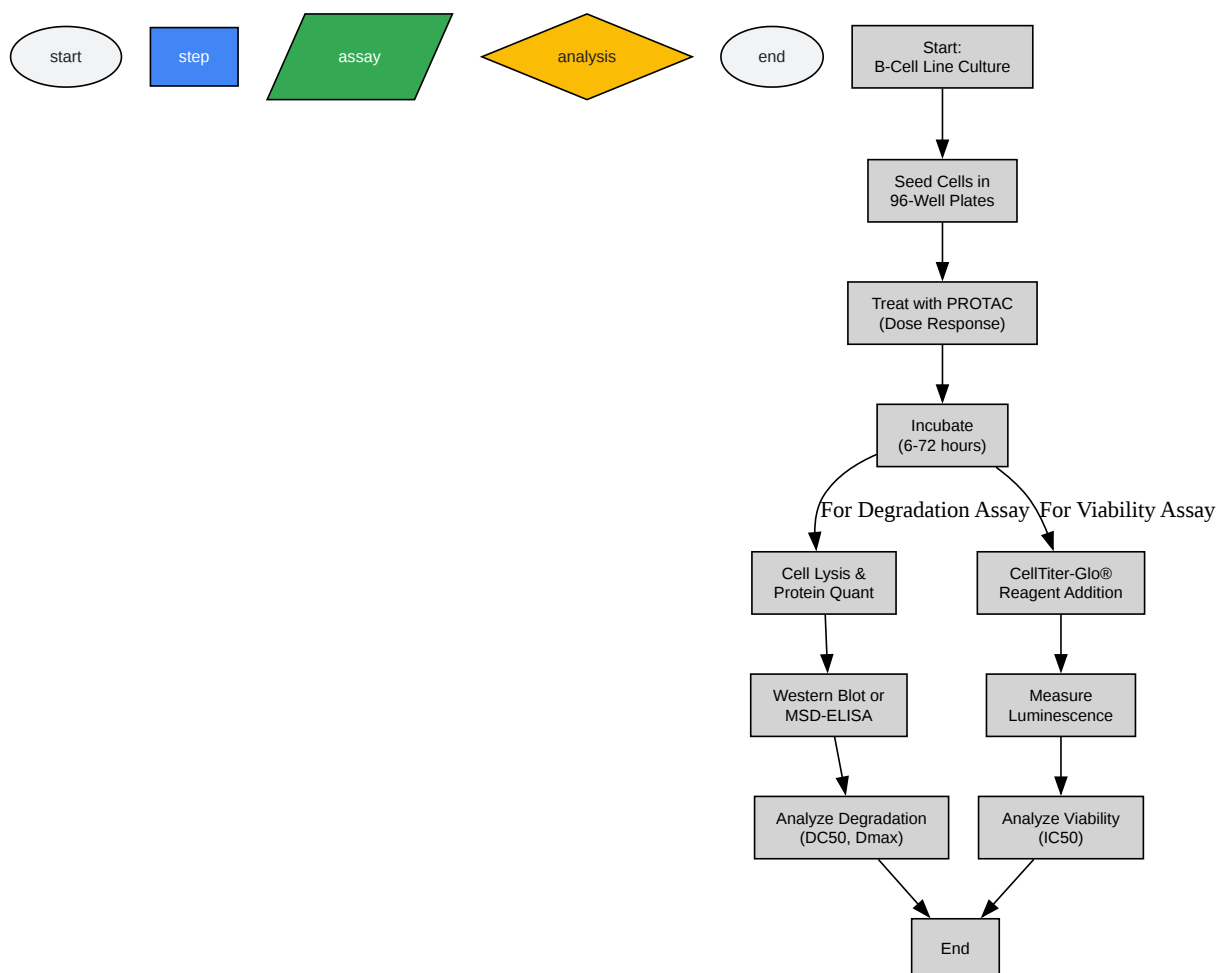 start
step
assay
analysis
end
Start:
B-Cell Line Culture
Seed Cells in
96-Well Plates
Treat with PROTAC
(Dose Response)
Incubate
(6-72 hours)
For Degradation Assay
For Viability Assay
Cell Lysis &
Protein Quant
CellTiter-Glo®
Reagent Addition
Western Blot or
MSD-ELISA
Measure
Luminescence
Analyze Degradation
(DC50, Dmax)
Analyze Viability
(IC50)
End